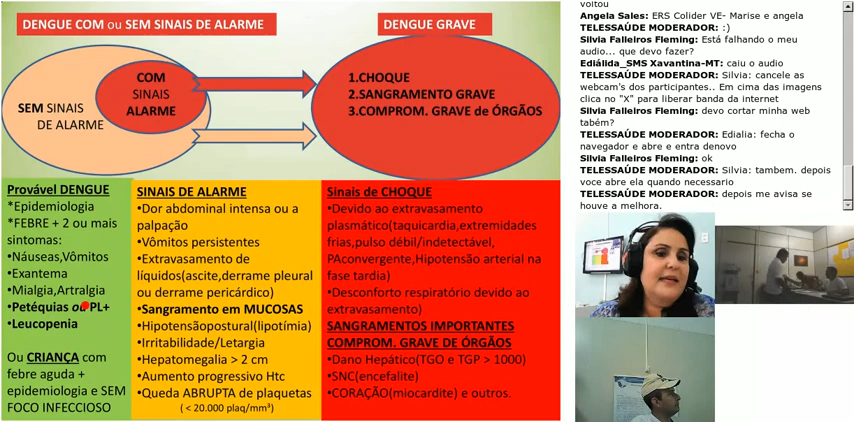 DENGUE COM ou SEM SINAIS DE ALARME
DENGUE GRAVE
COM
SINAIS
ALARME
SEM SINAIS
DE ALARME
1.CHOQUE
2.SANGRAMENTO GRAVE
3.COMPROM. GRAVE de ÓRGÃOS
Provável DENGUE
*Epidemiologia
*FEBRE + 2 ou mais
sintomas:
•Náuseas,Vômitos
•Exantema
•Mialgia,Artralgia
•Petéquias ou PL+
•Leucopenia
Ou CRIANÇA com
febre aguda +
epidemiologia e SEM
FOCO INFECCIOSO
SINAIS DE ALARME
•Dor abdominal intensa ou a
palpação
•Vômitos persistentes
•Extravasamento de
líquidos(ascite,derrame pleural
ou derrame pericárdico)
•Sangramento em MUCOSAS
•Hipotensãopostural(lipotímia)
•Irritabilidade/Letargia
•Hepatomegalia > 2 cm
•Aumento progressivo Htc
•Queda ABRUPTA de plaquetas
( < 20.000 plaq/mm³)
Sinais de CHOQUE
•Devido ao extravasamento
plasmático(taquicardia,extremidades
frias,pulso débil/indetectável,
PAconvergente,Hipotensão arterial na
fase tardia)
•Desconforto respiratório devido ao
extravasamento)
SANGRAMENTOS IMPORTANTES
COMPROM. GRAVE DE ÓRGÃOS
•Dano Hepático(TGO e TGP > 1000)
•SNC(encefalite)
•CORAÇÃO(miocardite) e outros.
voltou
Angela Sales: ERS Colider VE- Marise e angela
TELESSAÚDE MODERADOR: :)
Silvia Falleiros Fleming: Está falhando o meu
audio... que devo fazer?
Ediálida_SMS Xavantina-MT: caiu o audio
TELESSAÚDE MODERADOR: Silvia: cancele as
webcam's dos participantes.. Em cima das imagens
clica no "X" para liberar banda da internet
Silvia Falleiros Fleming: devo cortar minha web
tabém?
TELESSAÚDE MODERADOR: Edialia: fecha o
navegador e abre e entra denovo
Silvia Falleiros Fleming: ok
TELESSAÚDE MODERADOR: Silvia: tambem. depois
voce abre ela quando necessario
TELESSAÚDE MODERADOR: depois me avisa se
houve a melhora.